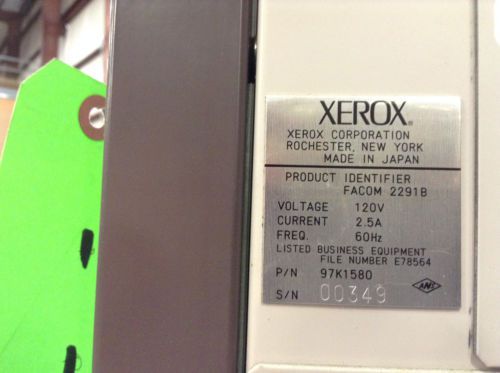 XEROX®
XEROX CORPORATION
ROCHESTER, NEW YORK
MADE IN JAPAN
PRODUCT IDENTIFIER
FACOM 2291B
VOLTAGE 120V
CURRENT 2.5A
FREQ. 60Hz
LISTED BUSINESS EQUIPMENT
FILE NUMBER E78564
P/N 97K1580
S/N 00349